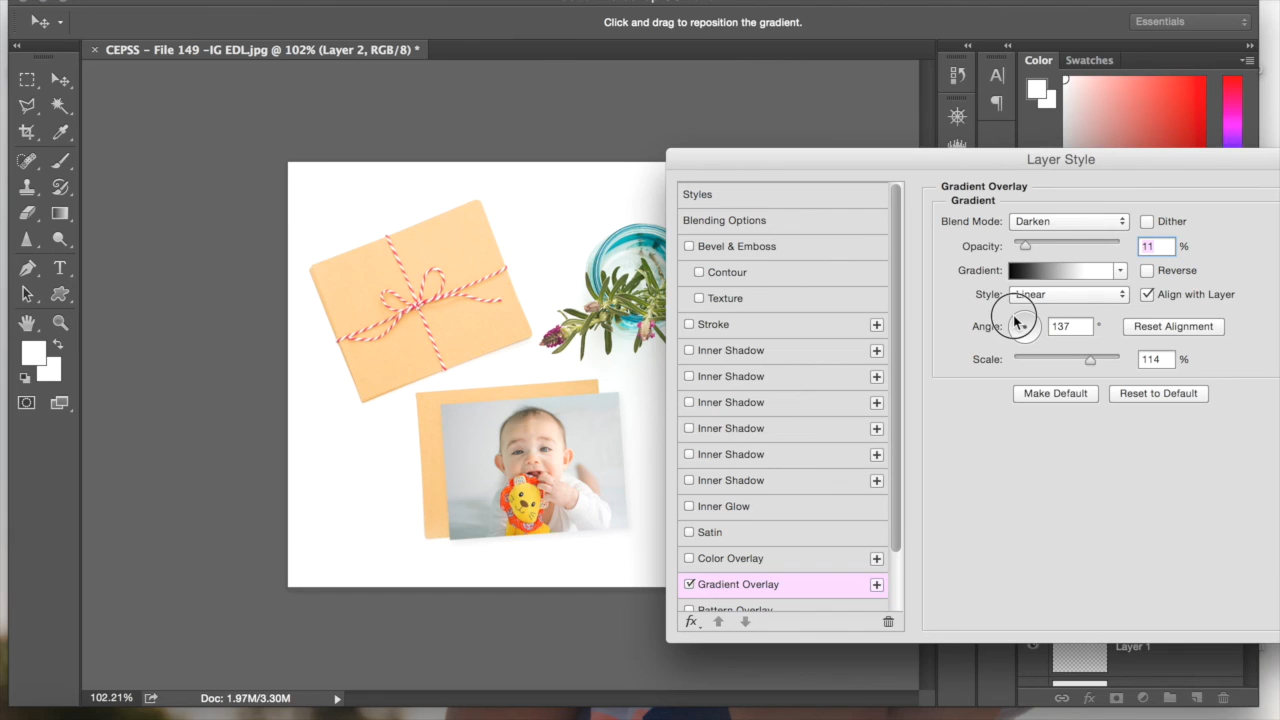 Click and drag to reposition the gradient.
Essentials
CEPSS - File 149 -IG EDL.jpg @ 102% (Layer 2, RGB/8) *
Color
Swatches
Layer Style
Styles
Blending Options
Bevel & Emboss
Contour
Texture
Stroke
Inner Shadow
Inner Shadow
Inner Shadow
Inner Shadow
Inner Shadow
Inner Shadow
Inner Glow
Satin
Color Overlay
Gradient Overlay
Pattern Overlay
fx
Gradient Overlay
Gradient
Blend Mode: Darken Dither
Opacity: 11 %
Gradient: Reverse
Style: Linear Align with Layer
Angle: 137 ° Reset Alignment
Scale: 114 %
Make Default Reset to Default
Layer 1
102.21%
Doc: 1.97M/3.30M
fx